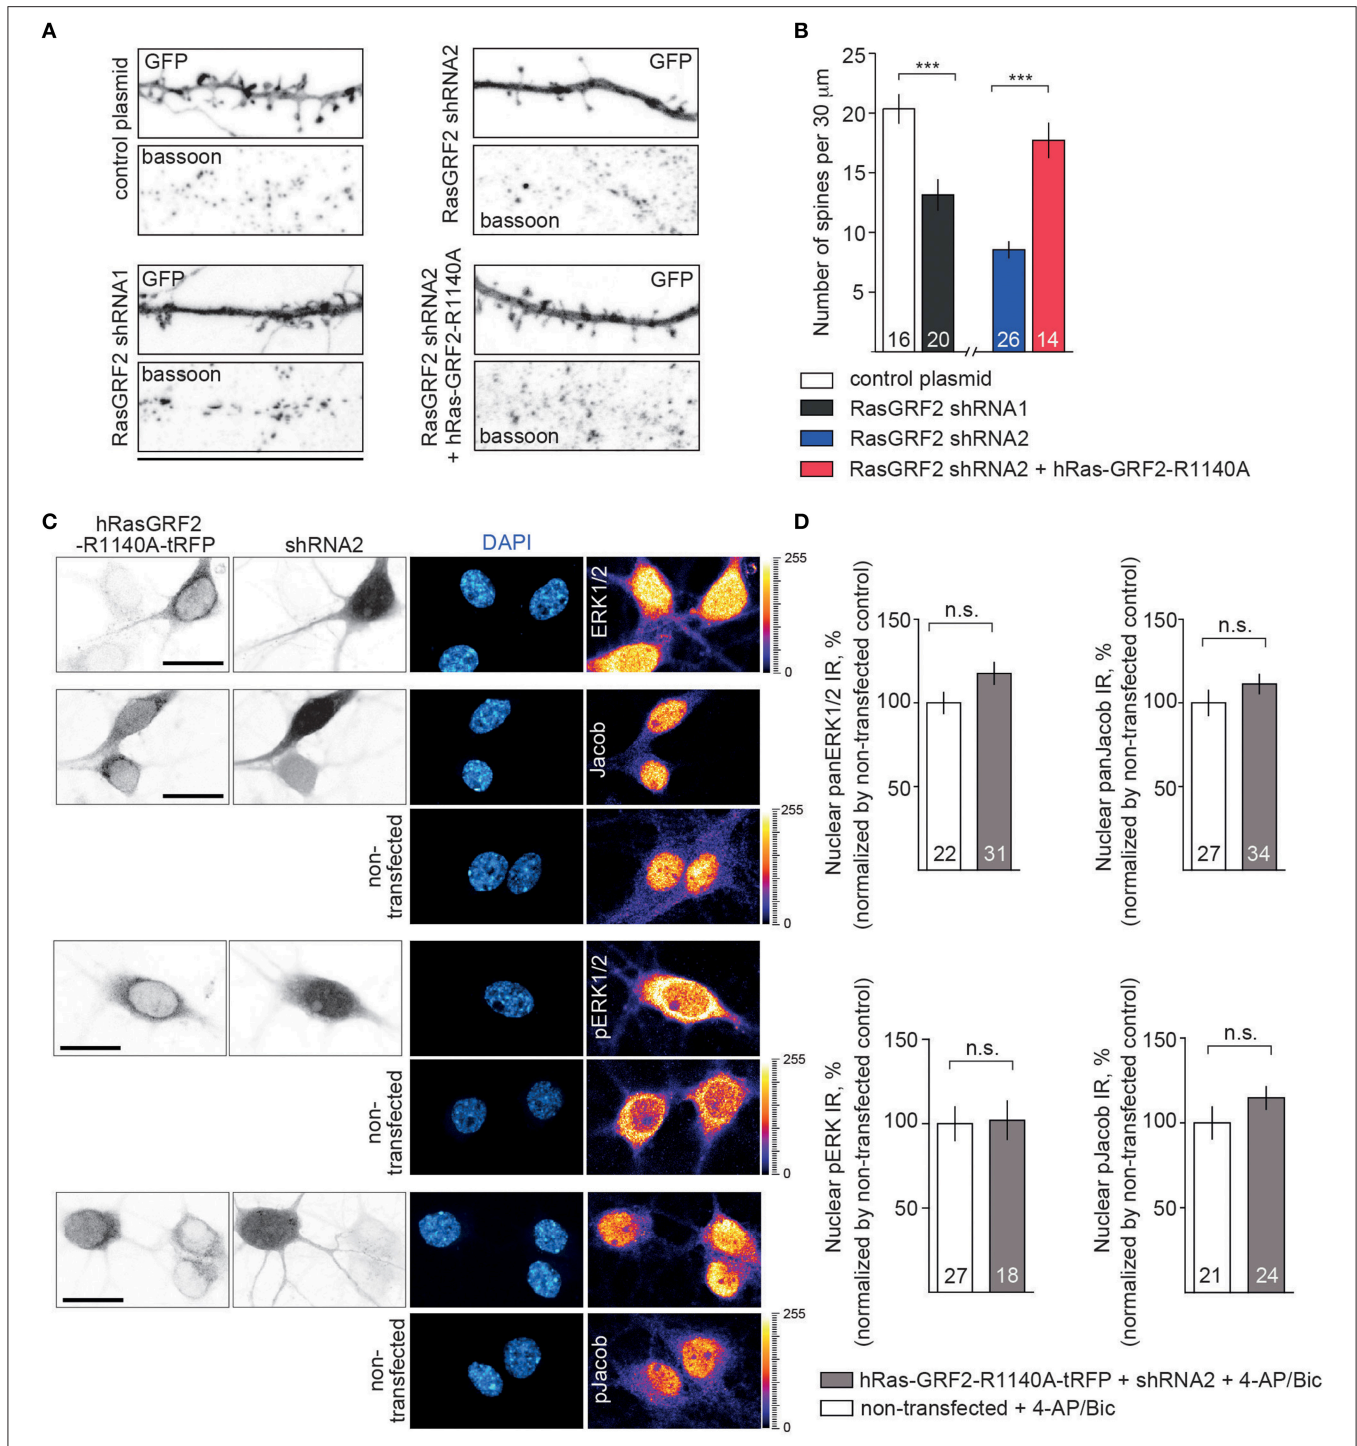 A
control plasmid
GFP
bassoon
RasGRF2 shRNA2
GFP
bassoon
RasGRF2 shRNA1
GFP
bassoon
RasGRF2 shRNA2
+ hRas-GRF2-R1140A
GFP
bassoon
B
Number of spines per 30 µm
25
20
15
10
5
***
***
16
20
26
14
control plasmid
RasGRF2 shRNA1
RasGRF2 shRNA2
RasGRF2 shRNA2 + hRas-GRF2-R1140A
C
hRasGRF2
-R1140A-tRFP
shRNA2
DAPI
ERK1/2
255
0
Jacob
non-
transfected
255
0
pERK1/2
non-
transfected
255
0
non-
transfected
pJacob
255
0
D
Nuclear panERK1/2 IR, %
(normalized by non-transfected control)
150
100
50
n.s.
22
31
Nuclear panJacob IR, %
(normalized by non-transfected control)
150
100
50
n.s.
27
34
Nuclear pERK IR, %
(normalized by non-transfected control)
150
100
50
n.s.
27
18
Nuclear pJacob IR, %
(normalized by non-transfected control)
150
100
50
n.s.
21
24
hRas-GRF2-R1140A-tRFP + shRNA2 + 4-AP/Bic
non-transfected + 4-AP/Bic